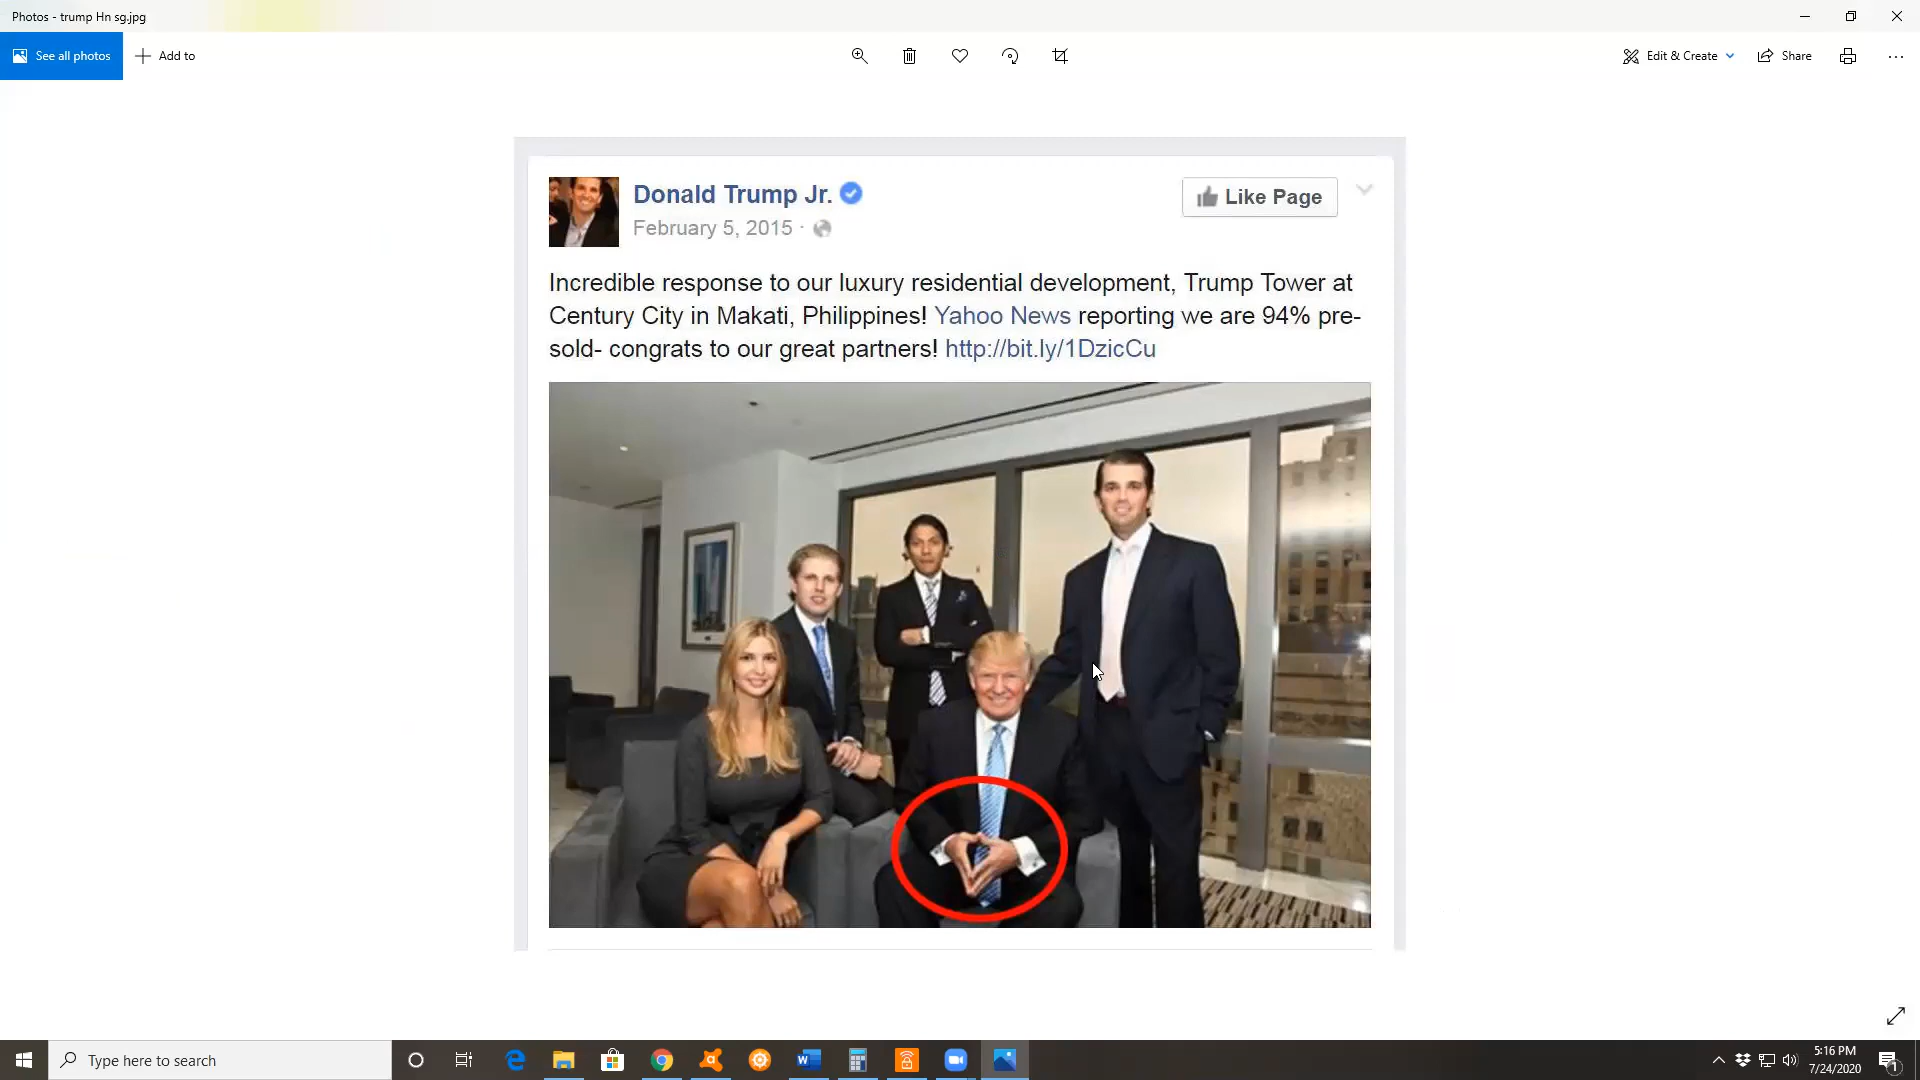 Photos - trump Hn sg.jpg
See all photos
Add to
Edit & Create
Share
Donald Trump Jr.
Like Page
February 5, 2015 ·
Incredible response to our luxury residential development, Trump Tower at
Century City in Makati, Philippines! Yahoo News reporting we are 94% pre-
sold- congrats to our great partners! http://bit.ly/1DzicCu
Type here to search
5:16 PM
7/24/2020
1